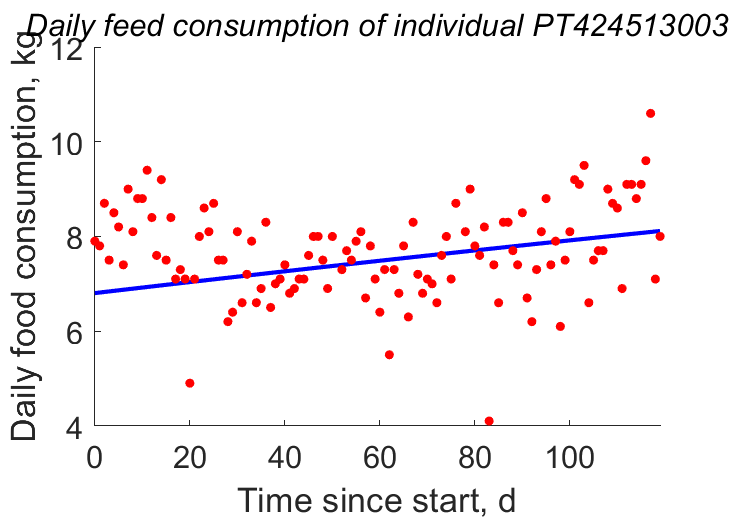 Daily feed consumption of individual PT424513003
Daily food consumption, kg
12
10
8
6
4
0 20 40 60 80 100
Time since start, d